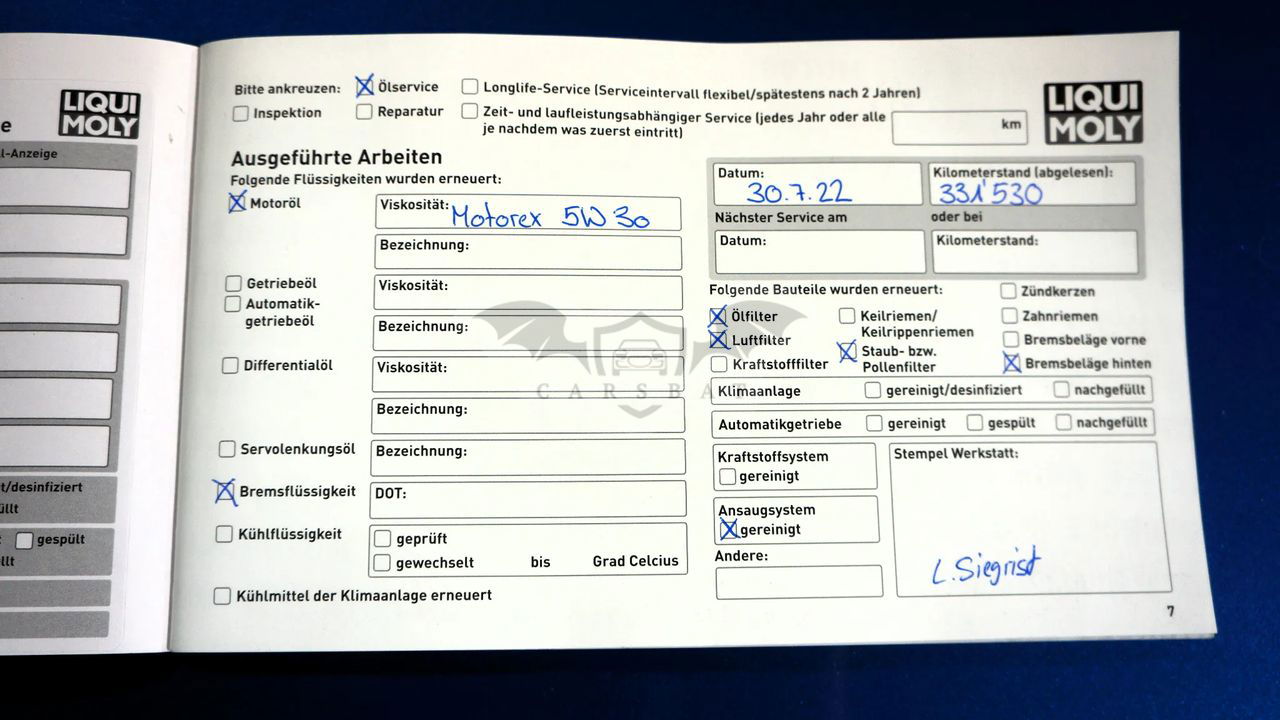 Bitte ankreuzen: Ölservice Longlife-Service (Serviceintervall flexibel/spätestens nach 2 Jahren)
Inspektion Reparatur Zeit- und laufleistungsabhängiger Service (jedes Jahr oder alle
je nachdem was zuerst eintritt) km
LIQUI
MOLY
Ausgeführte Arbeiten
Folgende Flüssigkeiten wurden erneuert:
Motoröl
Viskosität: Motorex 5W30
Bezeichnung:
Getriebeöl
Viskosität:
Automatik-
getriebeöl
Bezeichnung:
Differentialöl
Viskosität:
Bezeichnung:
Servolenkungsöl
Bezeichnung:
Bremsflüssigkeit
DOT:
Kühlflüssigkeit
geprüft
gewechselt bis Grad Celcius
Kühlmittel der Klimaanlage erneuert
Datum: 30.7.22
Kilometerstand (abgelesen): 331'530
Nächster Service am oder bei
Datum: Kilometerstand:
Folgende Bauteile wurden erneuert:
Ölfilter
Luftfilter
Kraftstofffilter
Keilriemen/
Keilrippenriemen
Staub- bzw.
Pollenfilter
Zündkerzen
Zahnriemen
Bremsbeläge vorne
Bremsbeläge hinten
Klimaanlage gereinigt/desinfiziert nachgefüllt
Automatikgetriebe gereinigt gespült nachgefüllt
Kraftstoffsystem
gereinigt
Ansaugsystem
gereinigt
Andere:
Stempel Werkstatt:
L. Siegrist
7
CARSBAT
LIQUI
MOLY
e
l-Anzeige
t/desinfiziert
üllt
gespült
llt